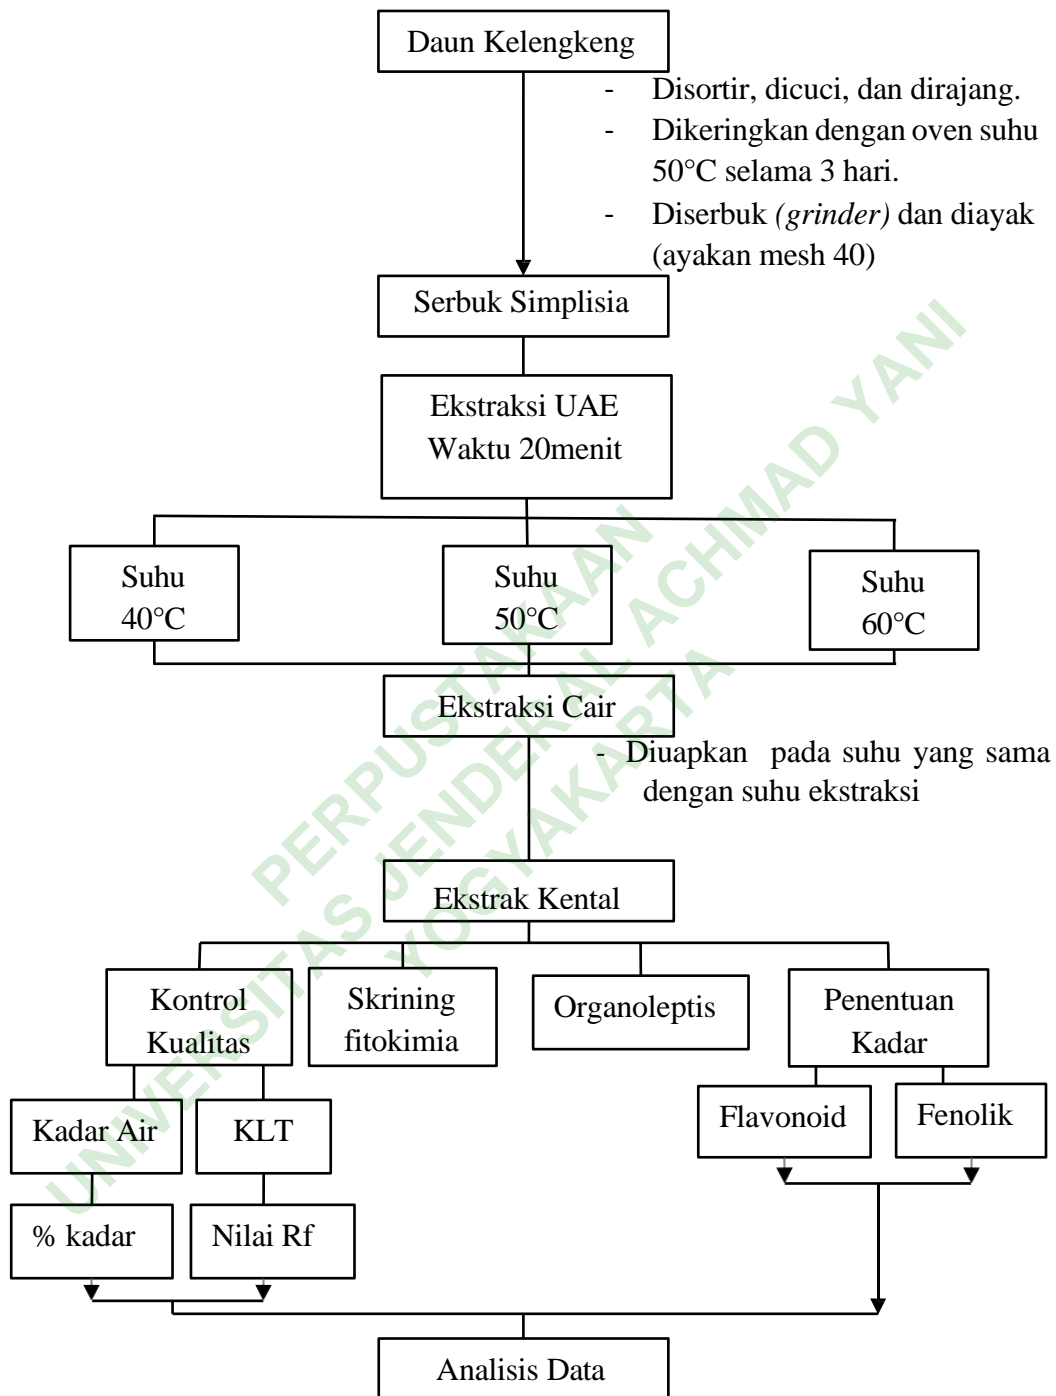 Daun Kelengkeng
- Disortir, dicuci, dan dirajang.
- Dikeringkan dengan oven suhu
50°C selama 3 hari.
- Diserbuk (grinder) dan diayak
(ayakan mesh 40)
Serbuk Simplisia
Ekstraksi UAE
Waktu 20menit
Suhu
40°C
Suhu
50°C
Suhu
60°C
Ekstraksi Cair
- Diuapkan pada suhu yang sama
dengan suhu ekstraksi
Ekstrak Kental
Kontrol
Kualitas
Skrining
fitokimia
Organoleptis
Penentuan
Kadar
Kadar Air
KLT
Flavonoid
Fenolik
% kadar
Nilai Rf
Analisis Data
PERPUSTAKAAN
UNIVERSITAS JENDERAL ACHMAD YANI
YOGYAKARTA